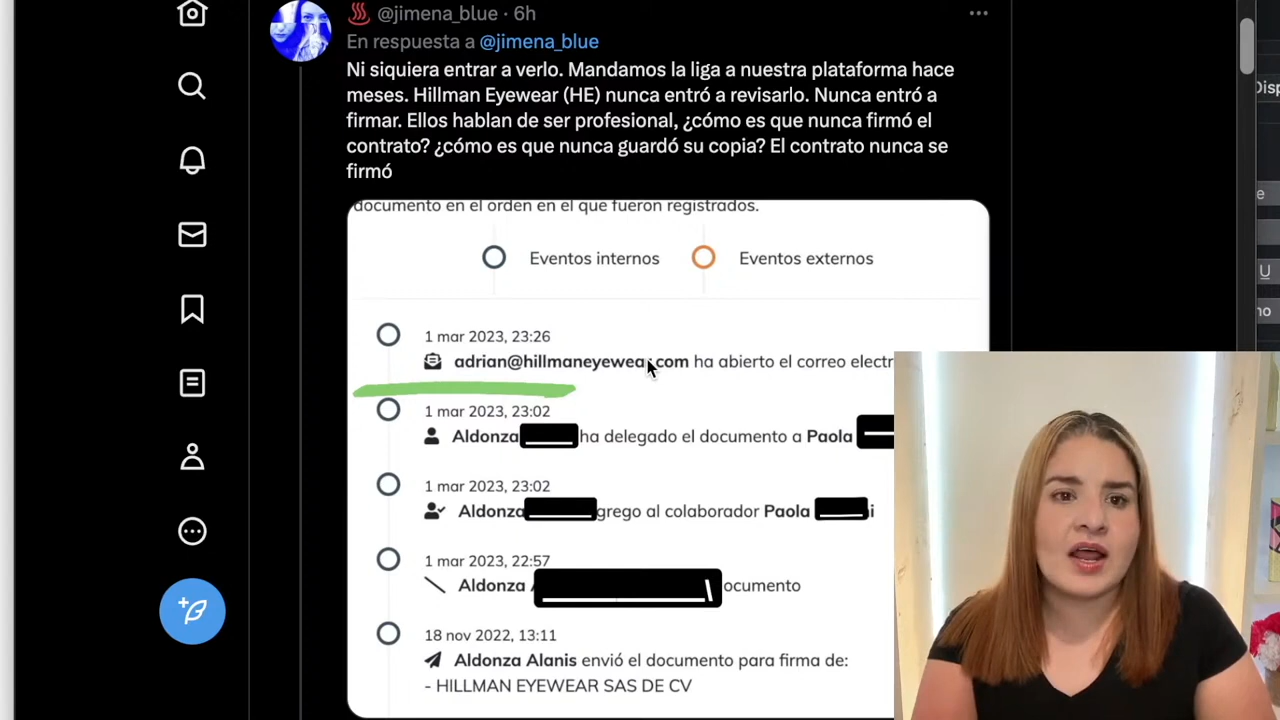 @jimena_blue · 6h
En respuesta a @jimena_blue
Ni siquiera entrar a verlo. Mandamos la liga a nuestra plataforma hace
meses. Hillman Eyewear (HE) nunca entró a revisarlo. Nunca entró a
firmar. Ellos hablan de ser profesional, ¿cómo es que nunca firmó el
contrato? ¿cómo es que nunca guardó su copia? El contrato nunca se
firmó
documento en el orden en el que fueron registrados.
Eventos internos Eventos externos
1 mar 2023, 23:26
adrian@hillmaneyewear.com ha abierto el correo electr
1 mar 2023, 23:02
Aldonza ha delegado el documento a Paola
1 mar 2023, 23:02
Aldonza grego al colaborador Paola i
1 mar 2023, 22:57
Aldonza ocumento
18 nov 2022, 13:11
Aldonza Alanis envió el documento para firma de:
- HILLMAN EYEWEAR SAS DE CV
Disp
e
U
no